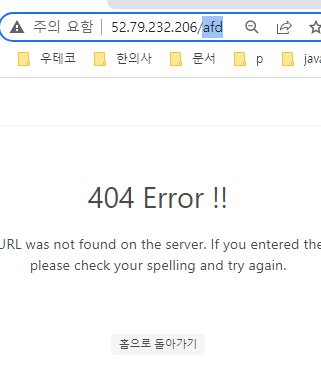 주의 요함 | 52.79.232.206/afd
우테코 한의사 문서 p java
404 Error !!
URL was not found on the server. If you entered the
please check your spelling and try again.
홈으로 돌아가기